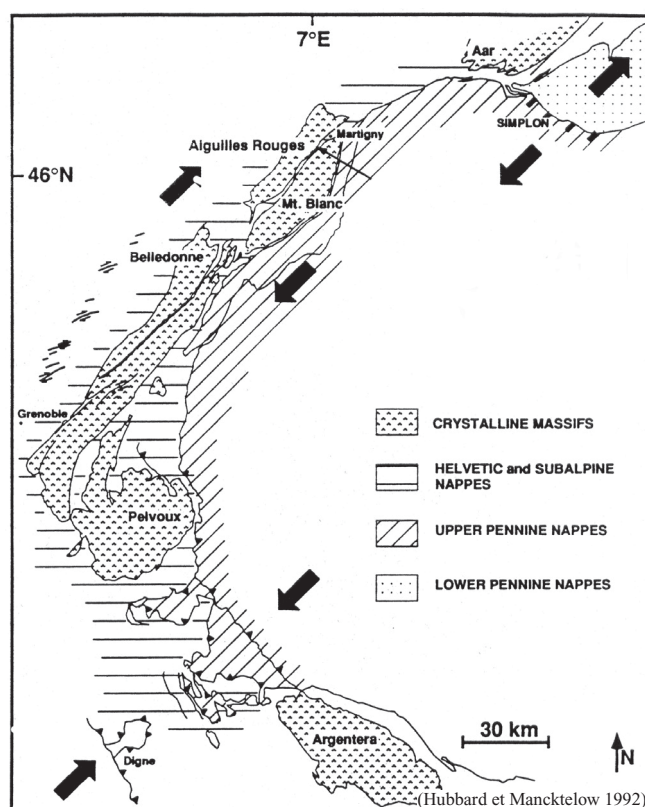 7°E
Aar
SIMPLON
Martigny
Aiguilles Rouges
46°N
Mt. Blanc
Belledonne
Grenoble
CRYSTALLINE MASSIFS
HELVETIC and SUBALPINE
NAPPES
Pelvoux
UPPER PENNINE NAPPES
LOWER PENNINE NAPPES
30 km
Argentera
N
Digne
(Hubbard et Mancktelow 1992)